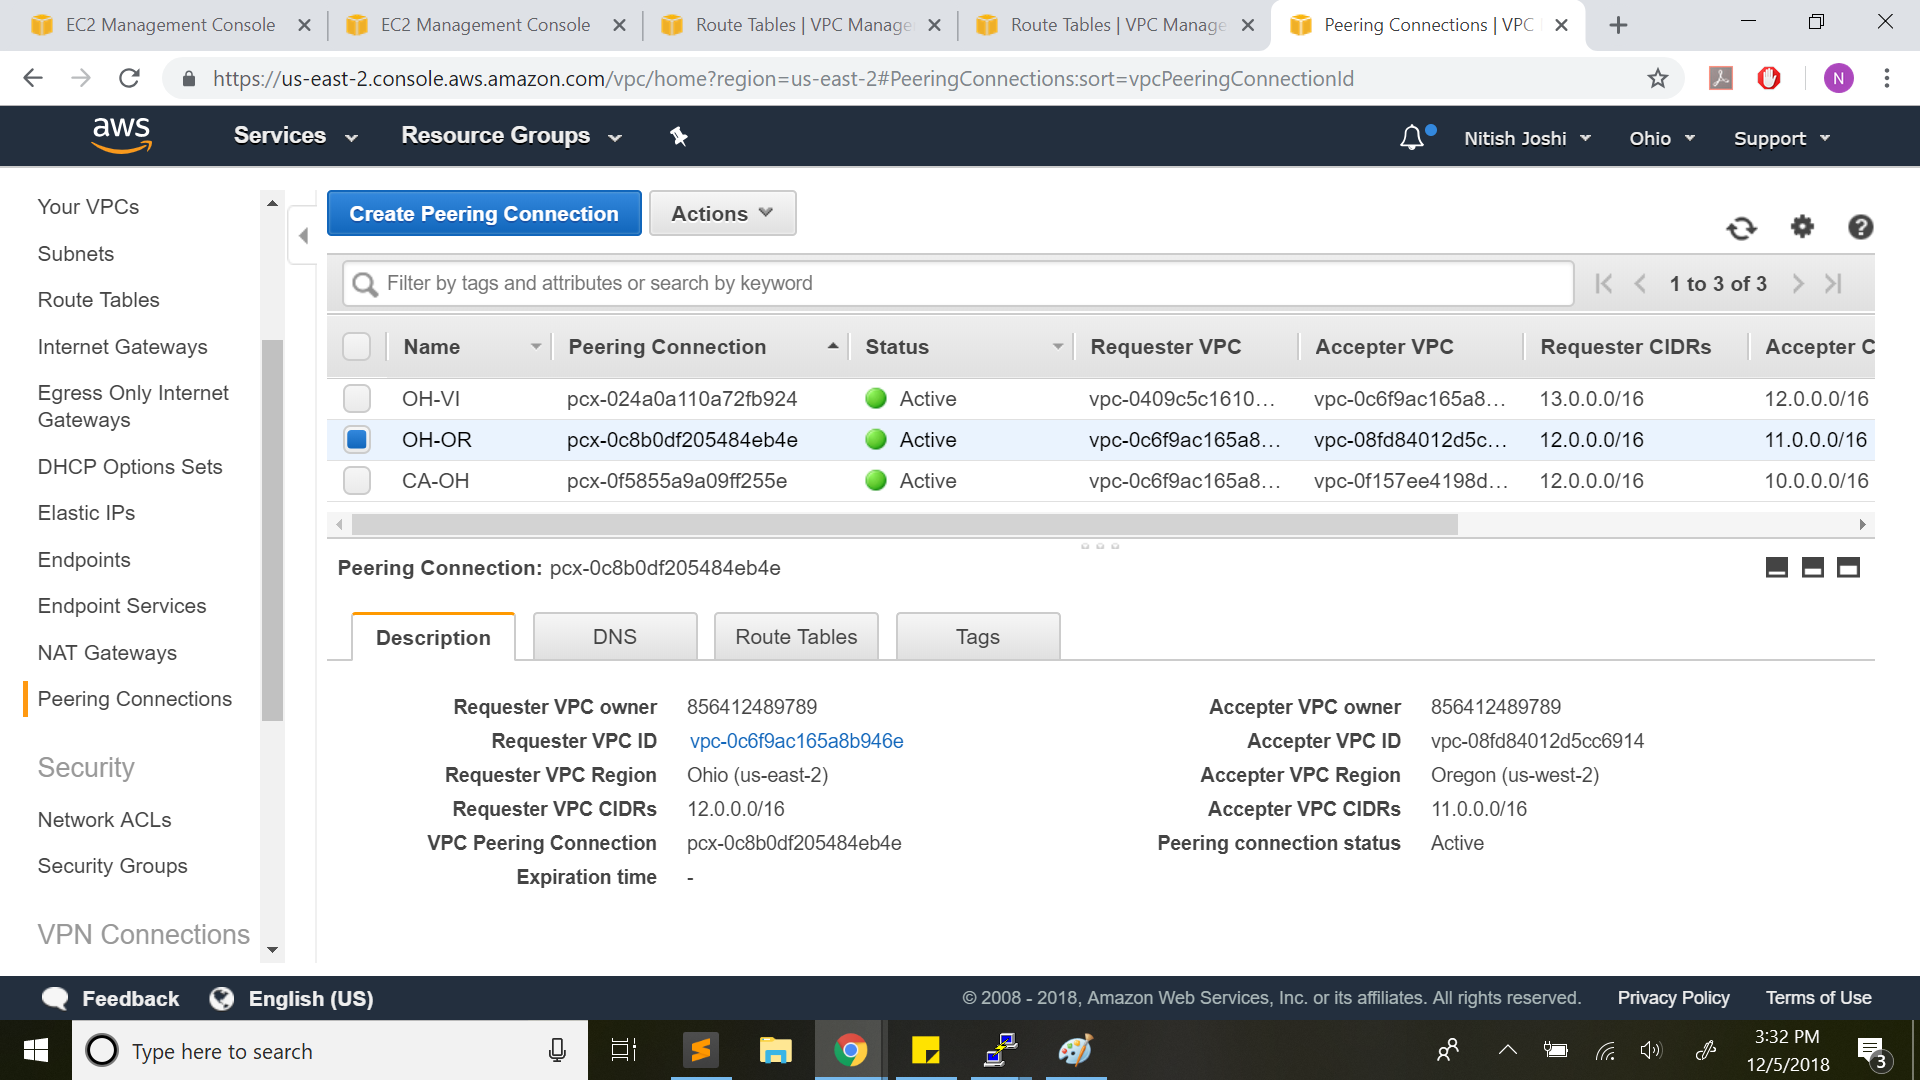 EC2 Management Console
EC2 Management Console
Route Tables | VPC Manage
Route Tables | VPC Manage
Peering Connections | VPC
https://us-east-2.console.aws.amazon.com/vpc/home?region=us-east-2#PeeringConnections:sort=vpcPeeringConnectionId
N
aws
Services
Resource Groups
Nitish Joshi
Ohio
Support
Your VPCs
Subnets
Route Tables
Internet Gateways
Egress Only Internet
Gateways
DHCP Options Sets
Elastic IPs
Endpoints
Endpoint Services
NAT Gateways
Peering Connections
Security
Network ACLs
Security Groups
VPN Connections
Create Peering Connection
Actions
Filter by tags and attributes or search by keyword
1 to 3 of 3
Name Peering Connection Status Requester VPC Accepter VPC Requester CIDRs Accepter C
OH-VI pcx-024a0a110a72fb924 Active vpc-0409c5c1610... vpc-0c6f9ac165a8... 13.0.0.0/16 12.0.0.0/16
OH-OR pcx-0c8b0df205484eb4e Active vpc-0c6f9ac165a8... vpc-08fd84012d5c... 12.0.0.0/16 11.0.0.0/16
CA-OH pcx-0f5855a9a09ff255e Active vpc-0c6f9ac165a8... vpc-0f157ee4198d... 12.0.0.0/16 10.0.0.0/16
Peering Connection: pcx-0c8b0df205484eb4e
Description
DNS
Route Tables
Tags
Requester VPC owner 856412489789
Requester VPC ID vpc-0c6f9ac165a8b946e
Requester VPC Region Ohio (us-east-2)
Requester VPC CIDRs 12.0.0.0/16
VPC Peering Connection pcx-0c8b0df205484eb4e
Expiration time -
Accepter VPC owner 856412489789
Accepter VPC ID vpc-08fd84012d5cc6914
Accepter VPC Region Oregon (us-west-2)
Accepter VPC CIDRs 11.0.0.0/16
Peering connection status Active
Feedback
English (US)
© 2008 - 2018, Amazon Web Services, Inc. or its affiliates. All rights reserved.
Privacy Policy
Terms of Use
Type here to search
3:32 PM
12/5/2018
3